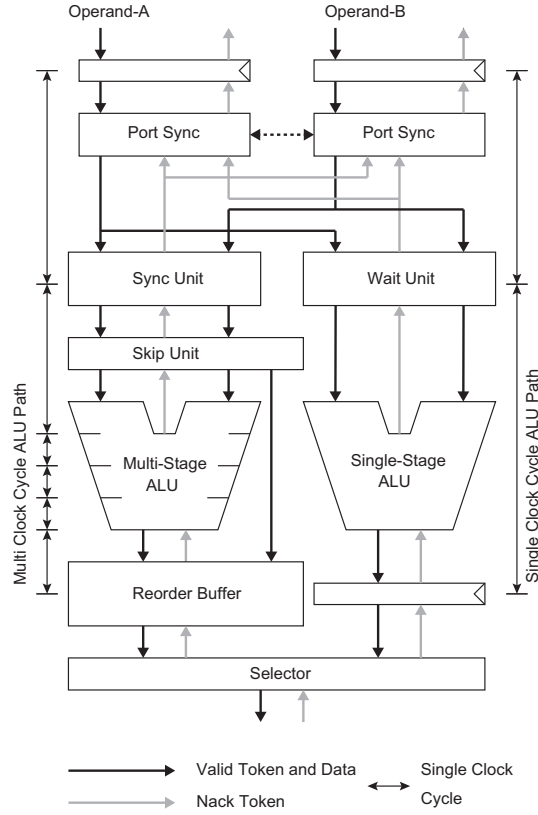 Operand-A
Operand-B
Port Sync
Port Sync
Sync Unit
Wait Unit
Skip Unit
Multi-Stage
ALU
Single-Stage
ALU
Multi Clock Cycle ALU Path
Single Clock Cycle ALU Path
Reorder Buffer
Selector
Valid Token and Data
Nack Token
Single Clock
Cycle